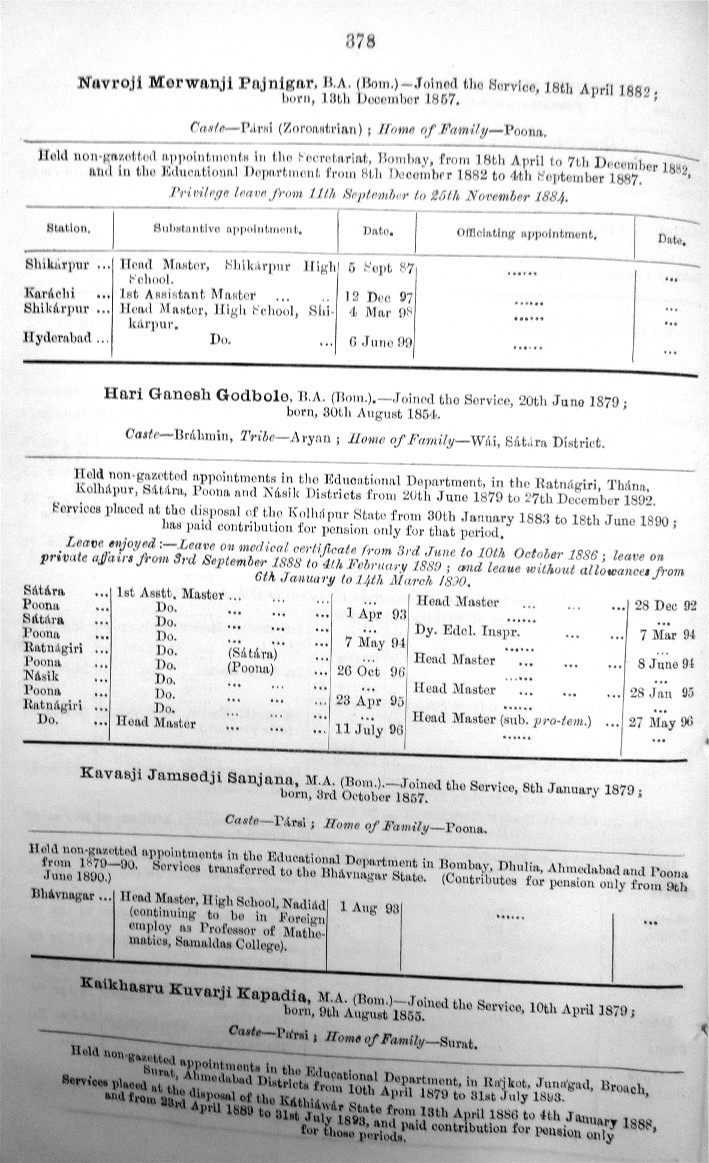 378
Navroji Merwanji Pajnigar, B.A. (Bom.)—Joined the Service, 18th April 1882;
born, 13th December 1857.
Caste—Pársi (Zoroastrian) ; Home of Family—Poona.
Held non-gazetted appointments in the Secretariat, Bombay, from 18th April to 7th December 1882,
and in the Educational Department from 8th December 1882 to 4th September 1887.
Privilege leave from 11th September to 25th November 1884.
Station. Substantive appointment. Date. Officiating appointment. Date.
Shikárpur ... Head Master, Shikárpur High 5 Sept 87 ...... ...
School.
Karáchi ... 1st Assistant Master ... .. 12 Dec 97 ...... ...
Shikárpur ... Head Master, High School, Shi- 4 Mar 98 ...... ...
kárpur.
Hyderabad ... Do. ... 6 June 99 ...... ...
Hari Ganesh Godbole, B.A. (Bom.).—Joined the Service, 20th June 1879 ;
born, 30th August 1854.
Caste—Bráhmin, Tribe—Aryan ; Home of Family—Wái, Sátára District.
Held non-gazetted appointments in the Educational Department, in the Ratnágiri, Thána,
Kolhápur, Sátára, Poona and Násik Districts from 20th June 1879 to 27th December 1892.
Services placed at the disposal of the Kolhápur State from 30th January 1883 to 18th June 1890 ;
has paid contribution for pension only for that period.
Leave enjoyed :—Leave on medical certificate from 3rd June to 10th October 1886 ; leave on
private affairs from 3rd September 1888 to 4th February 1889 ; and leave without allowances from
6th January to 14th March 1890.
Sátára ... 1st Asstt. Master ... ... ... ... Head Master ... ... ... 28 Dec 92
Poona ... Do. ... ... ... 1 Apr 93 ...... ...
Sátára ... Do. ... ... ... ... Dy. Edcl. Inspr. ... ... 7 Mar 94
Poona ... Do. ... ... ... 7 May 94 ...... ...
Ratnágiri ... Do. (Sátára) ... ... Head Master ... ... ... 8 June 94
Poona ... Do. (Poona) ... 26 Oct 96 ...... ...
Násik ... Do. ... ... ... ... Head Master ... ... ... 28 Jan 95
Poona ... Do. ... ... ... 23 Apr 95 ...... ...
Ratnágiri ... Do. ... ... ... ... Head Master (sub. pro-tem.) ... 27 May 96
Do. ... Head Master ... ... ... 11 July 96 ...... ...
Kavasji Jamsedji Sanjana, M.A. (Bom.).—Joined the Service, 8th January 1879 ;
born, 3rd October 1857.
Caste—Pársi ; Home of Family—Poona.
Held non-gazetted appointments in the Educational Department in Bombay, Dhulia, Ahmedabad and Poona
from 1879—90. Services transferred to the Bhávnagar State. (Contributes for pension only from 9th
June 1890.)
Bhávnagar ... Head Master, High School, Nadiád 1 Aug 93 ...... ...
(continuing to be in Foreign
employ as Professor of Mathe-
matics, Samaldas College).
Kaikhasru Kuvarji Kapadia, M.A. (Bom.)—Joined the Service, 10th April 1879 ;
born, 9th August 1855.
Caste—Pársi ; Home of Family—Surat.
Held non-gazetted appointments in the Educational Department, in Rajkot, Junágad, Broach,
Surat, Ahmedabad Districts from 10th April 1879 to 31st July 1893.
Services placed at the disposal of the Káthiáwár State from 13th April 1886 to 4th January 1888,
and from 23rd April 1889 to 31st July 1893, and paid contribution for pension only
for those periods.